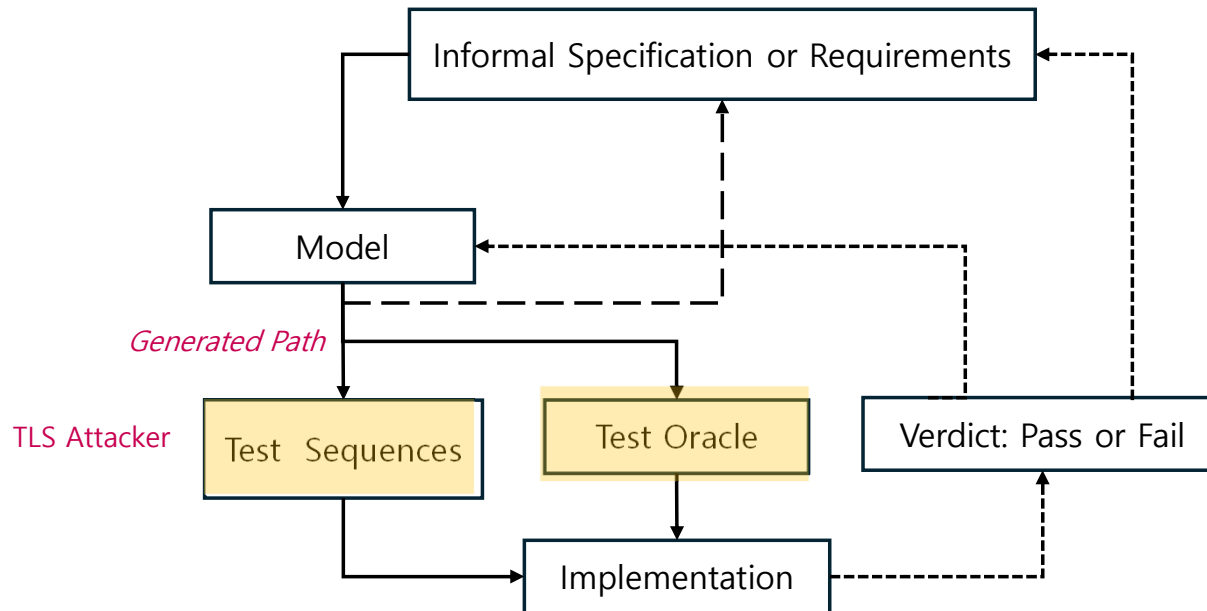 Informal Specification or Requirements
Model
Generated Path
TLS Attacker
Test Sequences
Test Oracle
Verdict: Pass or Fail
Implementation